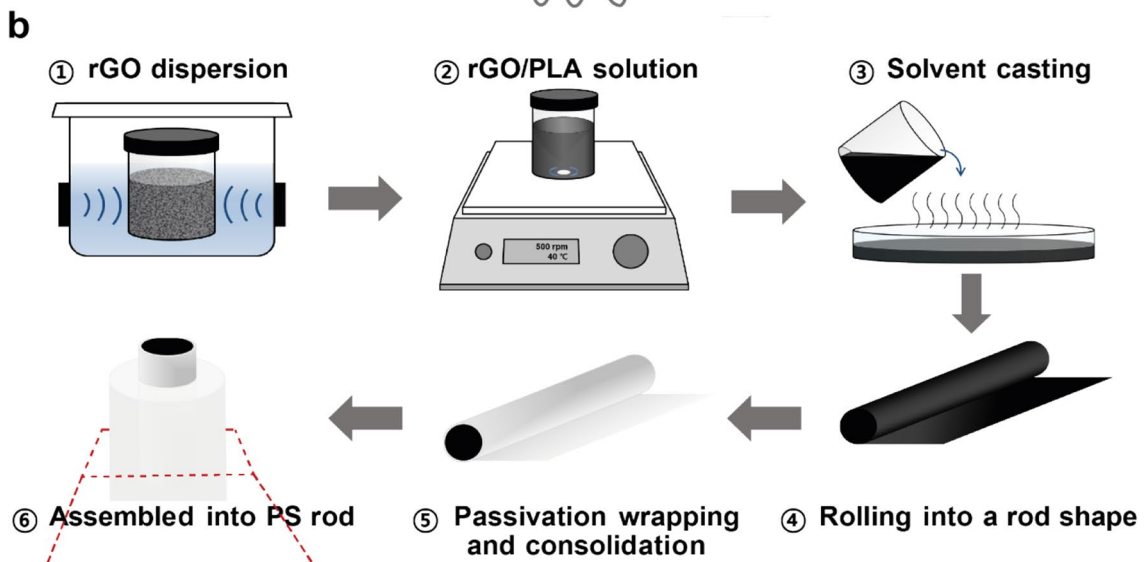 b
① rGO dispersion
② rGO/PLA solution
③ Solvent casting
500 rpm
40 ℃
④ Rolling into a rod shape
⑤ Passivation wrapping
and consolidation
⑥ Assembled into PS rod